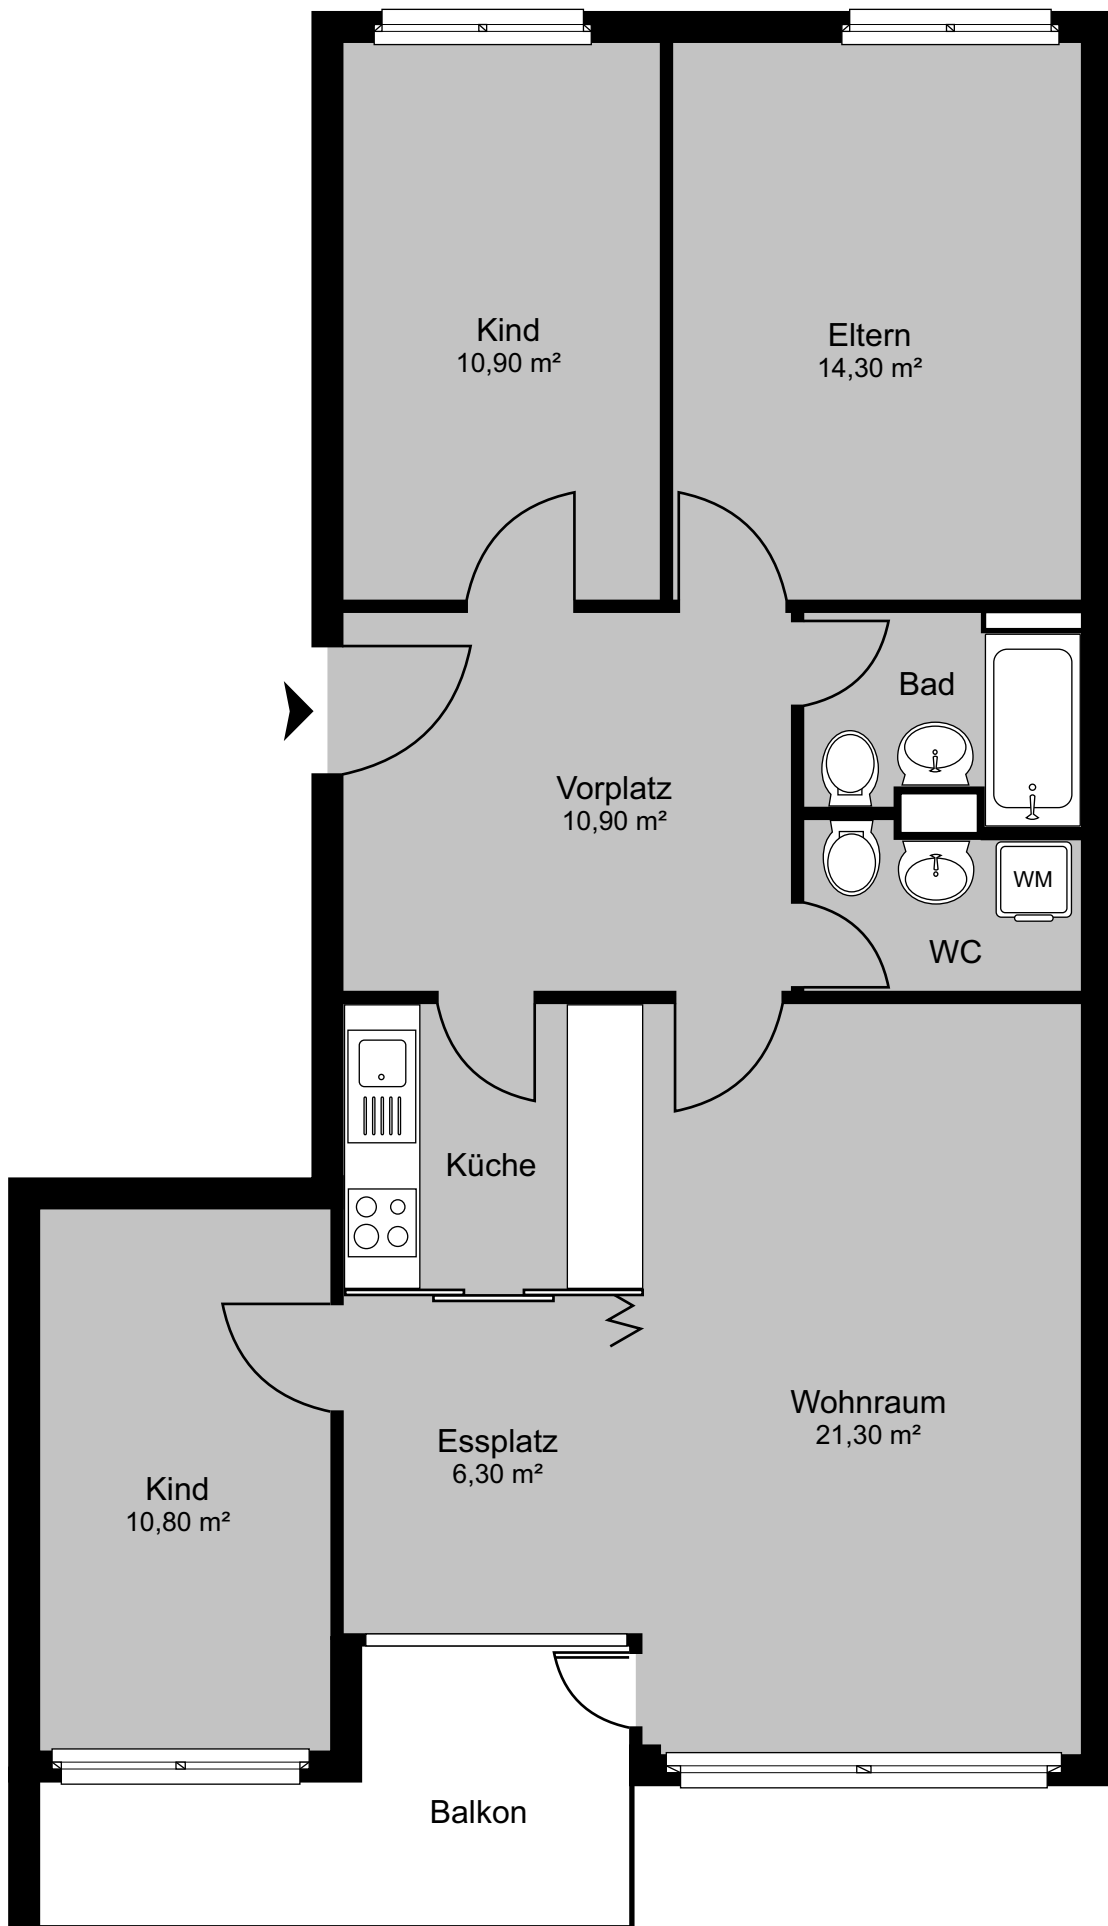 Kind
10,90 m²
Eltern
14,30 m²
Bad
Vorplatz
10,90 m²
WM
WC
Küche
Wohnraum
21,30 m²
Essplatz
6,30 m²
Kind
10,80 m²
Balkon